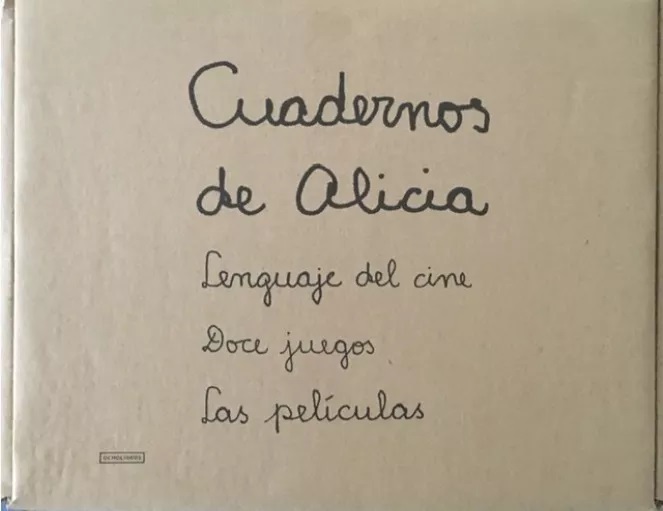 Cuadernos
de Alicia
Lenguaje del cine
Doce juegos
Las películas